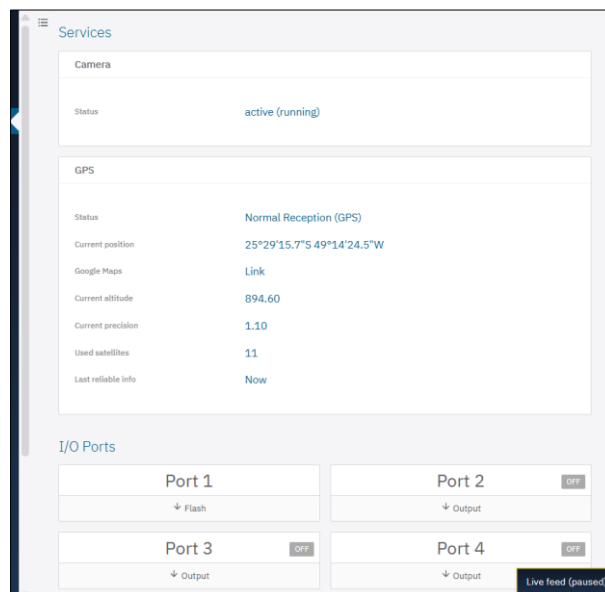 Services
Camera
Status active (running)
GPS
Status Normal Reception (GPS)
Current position 25°29'15.7"S 49°14'24.5"W
Google Maps Link
Current altitude 894.60
Current precision 1.10
Used satellites 11
Last reliable info Now
I/O Ports
Port 1 Port 2 OFF
Flash Output
Port 3 OFF Port 4 OFF
Output Output
Live feed (paused)